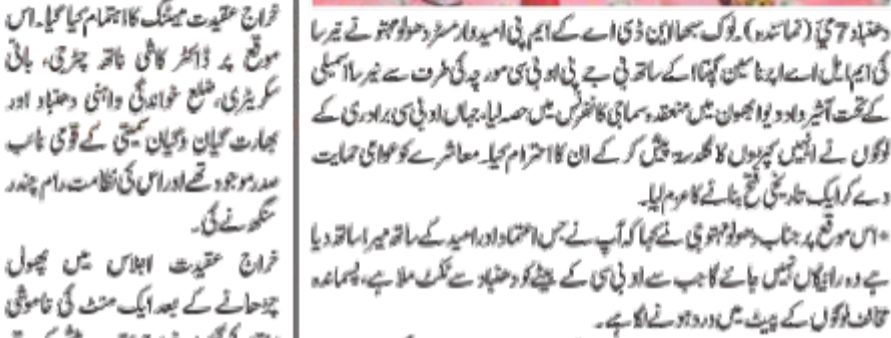 دھنباد 7 مئی (نمائندہ)۔ لوک سبھا این ڈی اے کے ایم پی امیدوار مسٹر دھولو مہتو نے نیرسا
کی ایم ایل اے اپرنا سین گپتا کے ساتھ بی جے پی او بی سی مورچہ کی طرف سے نیرسا اسمبلی
کے تحت آشیرواد دیوا بھون میں منعقدہ سماجی کانفرنس میں حصہ لیا، جہاں او بی سی برادری کے
لوگوں نے انہیں پھولوں کا گلدستہ پیش کر کے ان کا احترام کیا۔ معاشرے کو عوامی حمایت
دے کر ایک تاریخی فتح بنانے کا عزم لیا۔
اس موقع پر جناب دھولو مہتو جی نے کہا کہ آپ نے جس اعتماد اور امید کے ساتھ میرا ساتھ دیا
ہے وہ رائیگاں نہیں جائے گا جب سے او بی سی کے بیٹے کو دھنباد سے ٹکٹ ملا ہے، پسماندہ
مخالف لوگوں کے پیٹ میں درد ہونے لگا ہے۔
خراج عقیدت میٹنگ کا اہتمام کیا گیا۔ اس
موقع پر ڈاکٹر کاشی ناتھ چٹرجی، بانی
سکریٹری، ضلع خواندگی واہنی دھنباد اور
بھارت گیان وگیان سمیتی کے قومی نائب
صدر موجود تھے اور اس کی نظامت رام چندر
سنگھ نے کی۔
خراج عقیدت اجلاس میں پھول
چڑھانے کے بعد ایک منٹ کی خاموشی